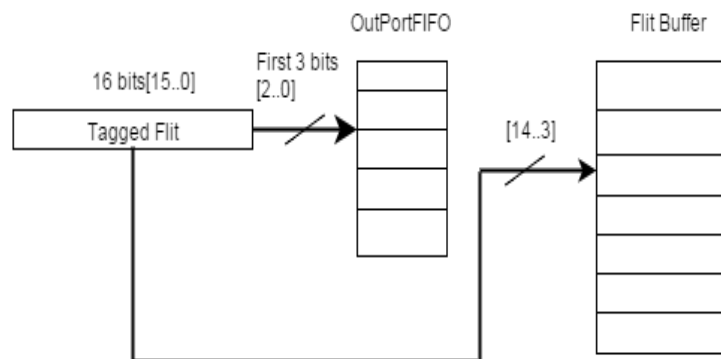 OutPortFIFO
Flit Buffer
16 bits[15..0]
First 3 bits
[2..0]
Tagged Flit
[14..3]